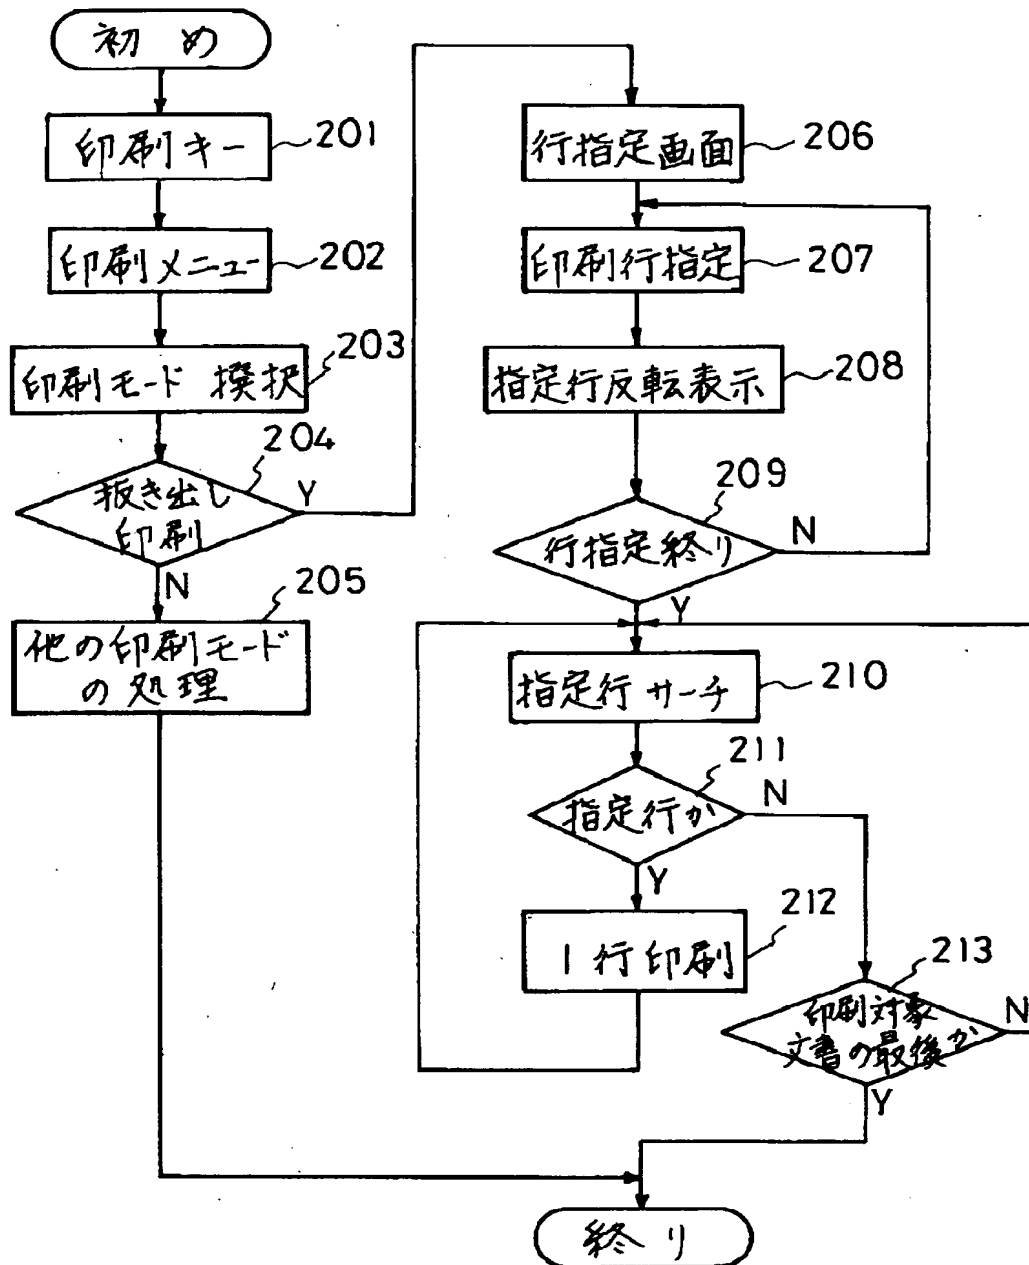 初め
印刷キー
201
印刷メニュー
202
印刷モード 撰択
203
抜き出し
印刷
204
Y
N
他の印刷モード
の処理
205
行指定画面
206
印刷行指定
207
指定行反転表示
208
行指定終り
209
N
Y
指定行サーチ
210
指定行か
211
N
Y
1行印刷
212
印刷対象
文書の最後か
213
N
Y
終り